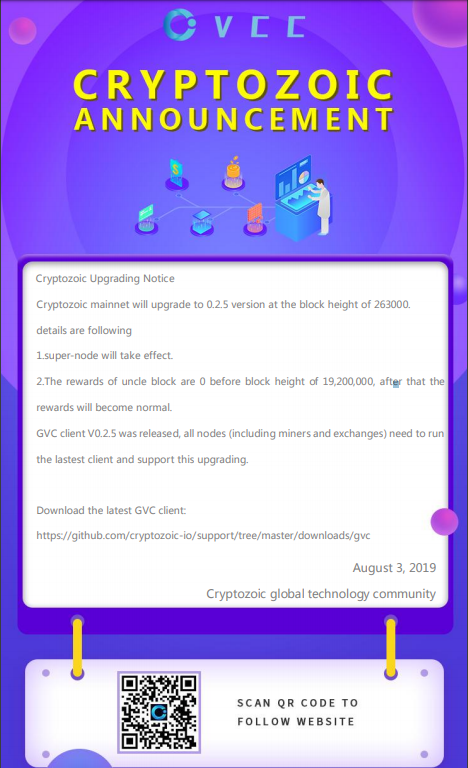 CVEE
CRYPTOZOIC
ANNOUNCEMENT
Cryptozoic Upgrading Notice
Cryptozoic mainnet will upgrade to 0.2.5 version at the block height of 263000.
details are following
1.super-node will take effect.
2.The rewards of uncle block are 0 before block height of 19,200,000, after that the
rewards will become normal.
GVC client V0.2.5 was released, all nodes (including miners and exchanges) need to run
the lastest client and support this upgrading.
Download the latest GVC client:
https://github.com/cryptozoic-io/support/tree/master/downloads/gvc
August 3, 2019
Cryptozoic global technology community
SCAN QR CODE TO
FOLLOW WEBSITE